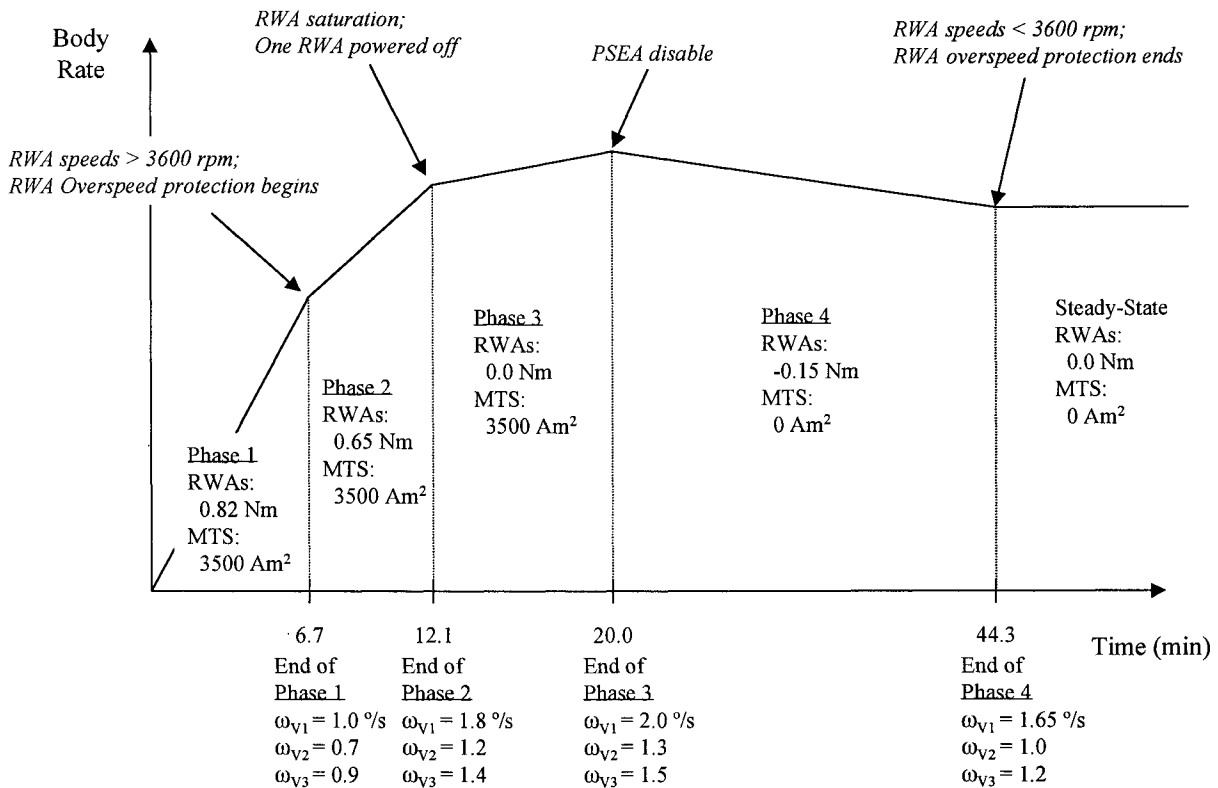 Body
Rate
RWA saturation;
One RWA powered off
PSEA disable
RWA speeds < 3600 rpm;
RWA overspeed protection ends
RWA speeds > 3600 rpm;
RWA Overspeed protection begins
Phase 1
RWAs:
0.82 Nm
MTS:
3500 Am²
Phase 2
RWAs:
0.65 Nm
MTS:
3500 Am²
Phase 3
RWAs:
0.0 Nm
MTS:
3500 Am²
Phase 4
RWAs:
-0.15 Nm
MTS:
0 Am²
Steady-State
RWAs:
0.0 Nm
MTS:
0 Am²
6.7
End of
Phase 1
ωV1 = 1.0 º/s
ωV2 = 0.7
ωV3 = 0.9
12.1
End of
Phase 2
ωV1 = 1.8 º/s
ωV2 = 1.2
ωV3 = 1.4
20.0
End of
Phase 3
ωV1 = 2.0 º/s
ωV2 = 1.3
ωV3 = 1.5
44.3
End of
Phase 4
ωV1 = 1.65 º/s
ωV2 = 1.0
ωV3 = 1.2
Time (min)